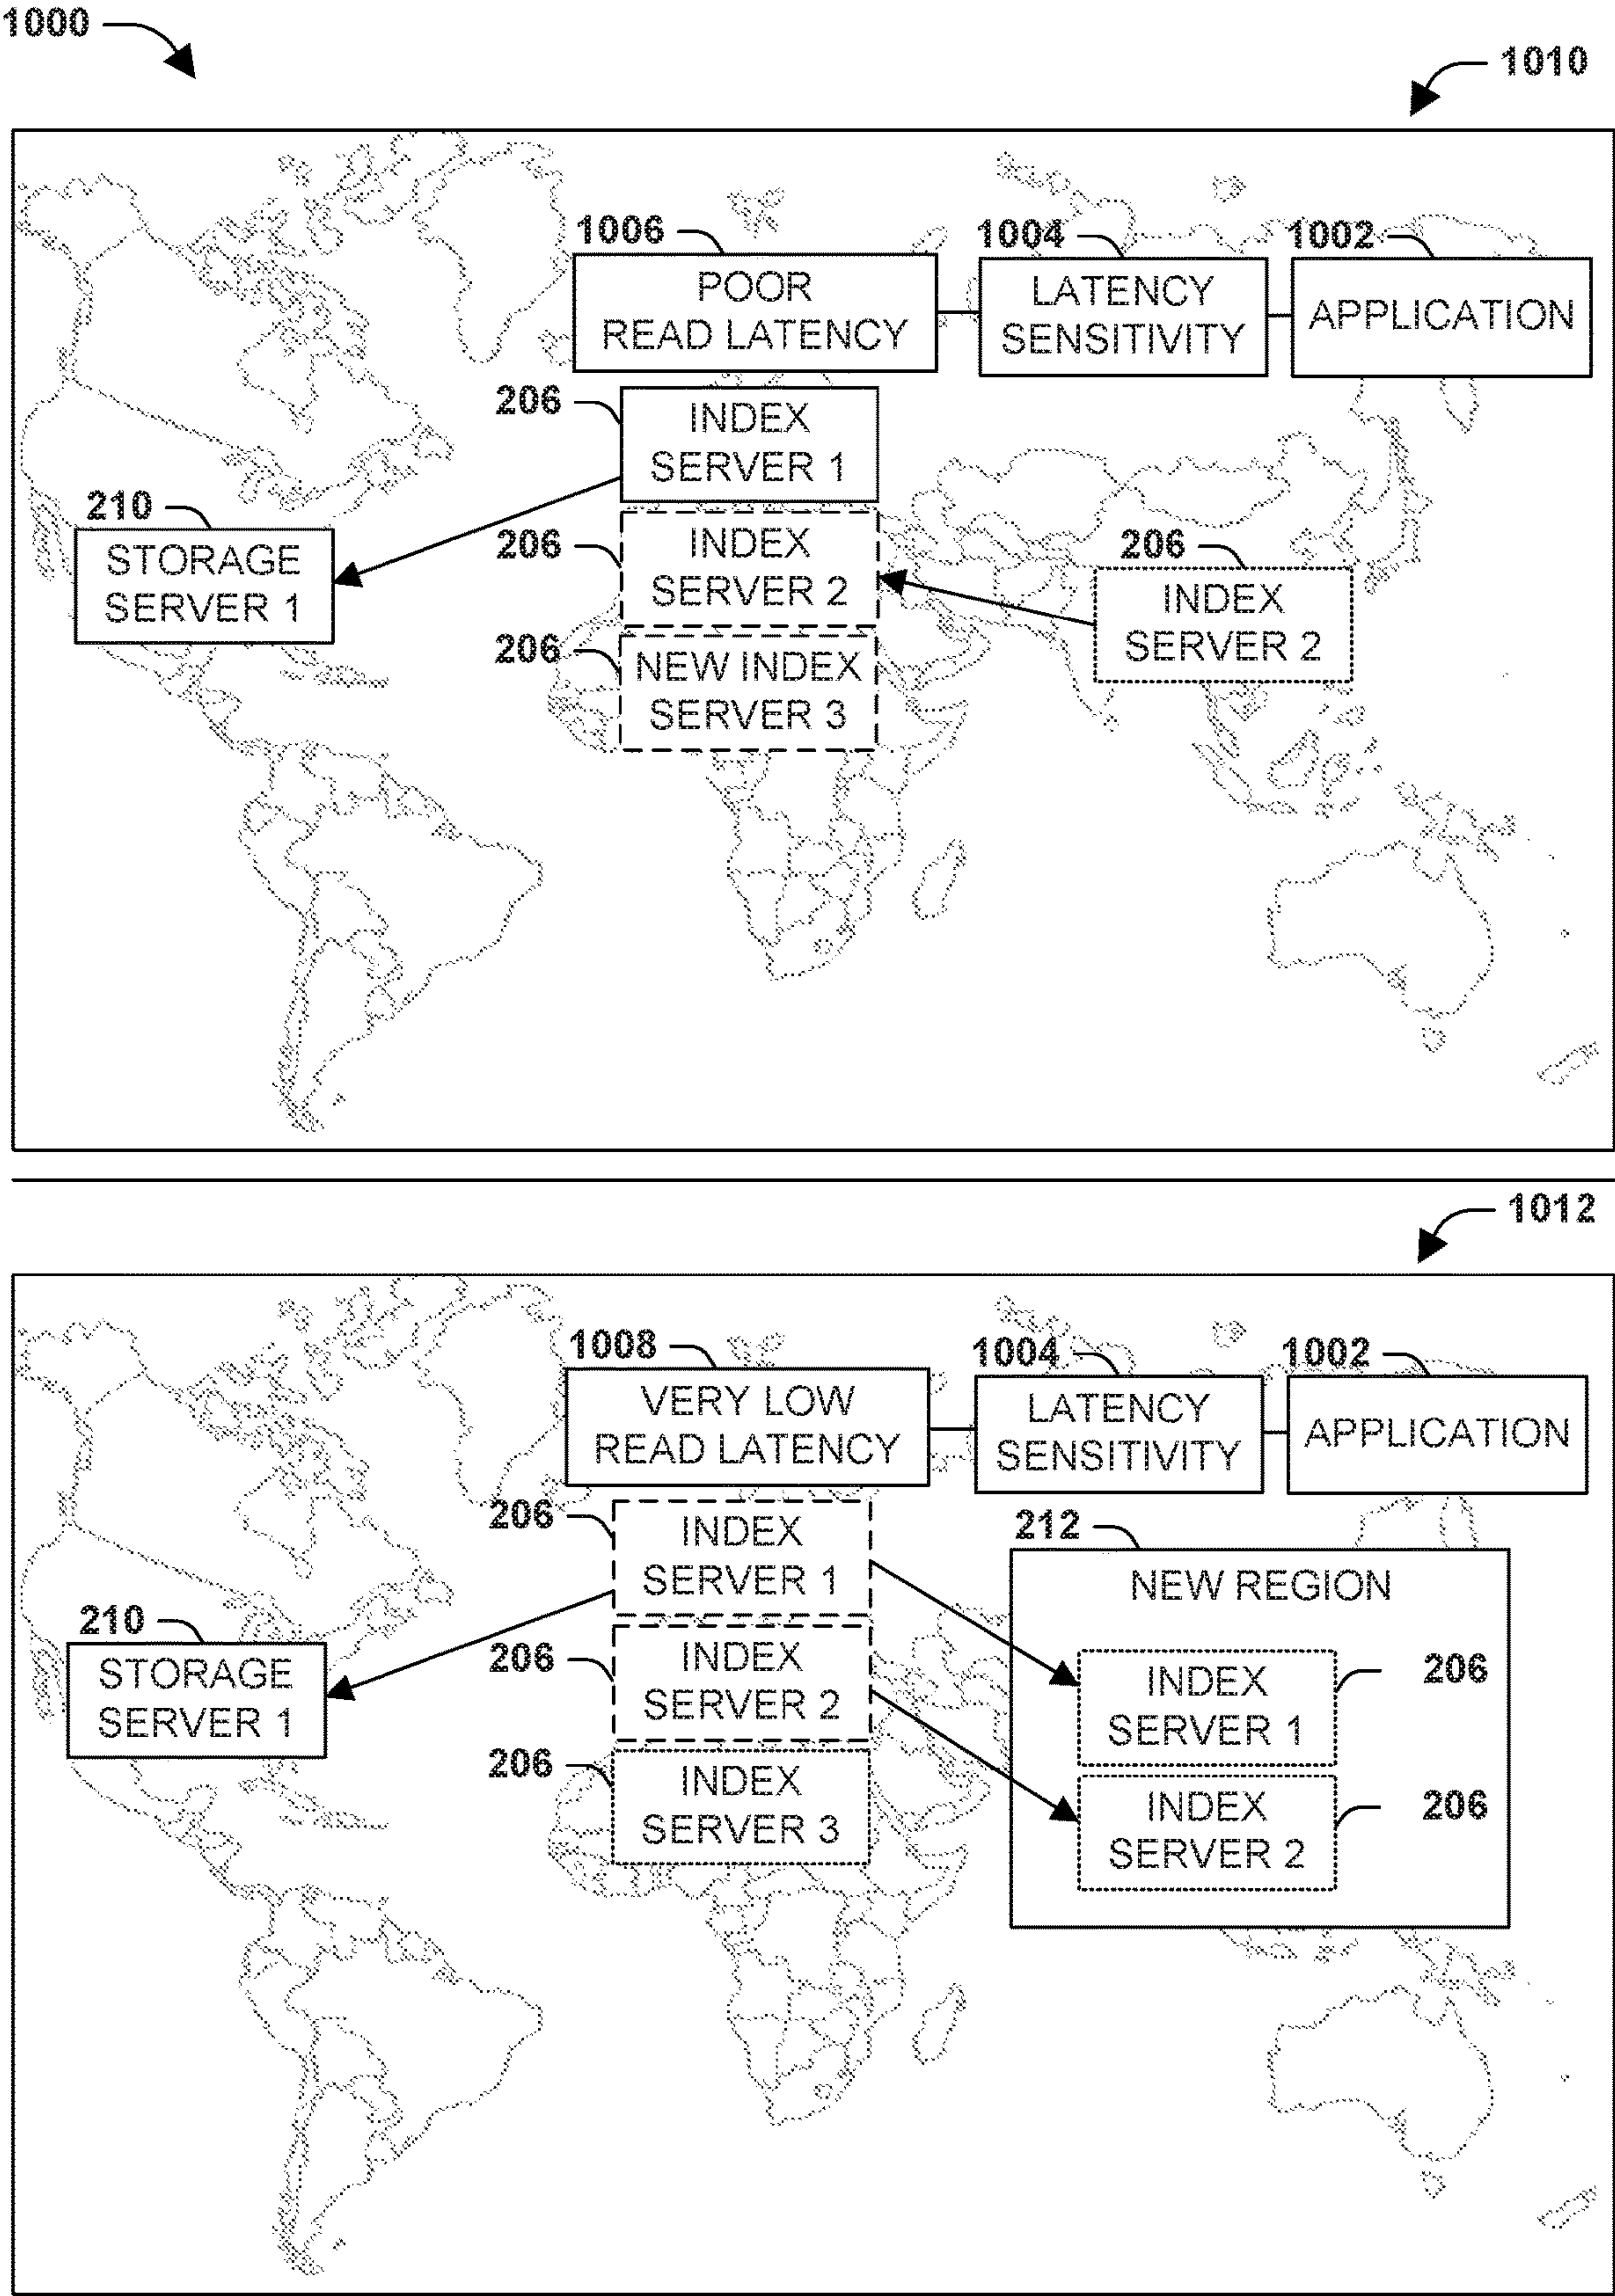 1000
1010
1006
1004
1002
POOR
READ LATENCY
LATENCY
SENSITIVITY
APPLICATION
206
INDEX
SERVER 1
210
STORAGE
SERVER 1
206
INDEX
SERVER 2
206
INDEX
SERVER 2
206
NEW INDEX
SERVER 3
1012
1008
1004
1002
VERY LOW
READ LATENCY
LATENCY
SENSITIVITY
APPLICATION
206
INDEX
SERVER 1
212
NEW REGION
210
STORAGE
SERVER 1
206
INDEX
SERVER 2
INDEX
SERVER 1
206
206
INDEX
SERVER 3
INDEX
SERVER 2
206